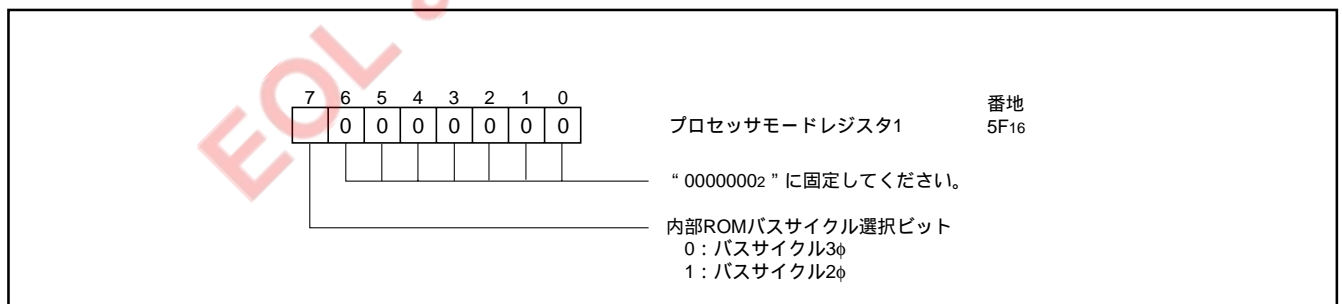 EOL
7 6 5 4 3 2 1 0
0 0 0 0 0 0 0
プロセッサモードレジスタ1
番地
5F16
“ 00000002 ”に固定してください。
内部ROMバスサイクル選択ビット
0：バスサイクル3φ
1：バスサイクル2φ